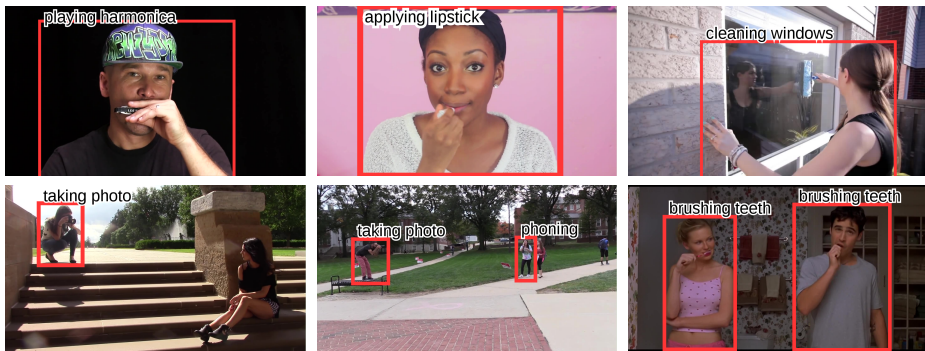 playing harmonica
applying lipstick
cleaning windows
taking photo
taking photo
phoning
brushing teeth
brushing teeth